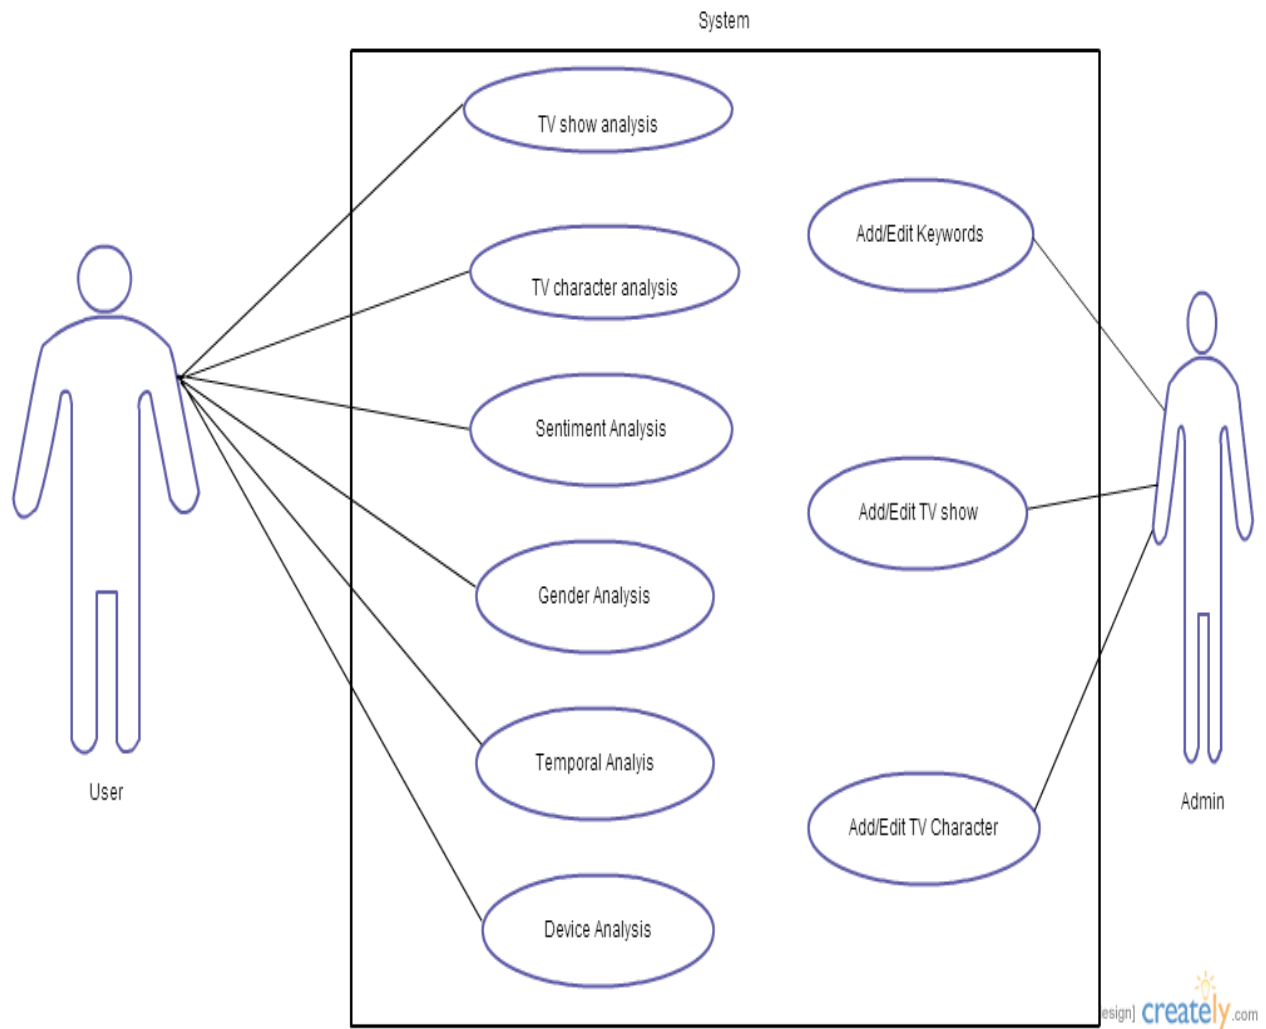 System
TV show analysis
Add/Edit Keywords
TV character analysis
Sentiment Analysis
Add/Edit TV show
Gender Analysis
Temporal Analyis
User
Admin
Add/Edit TV Character
Device Analysis
esign] creately.com